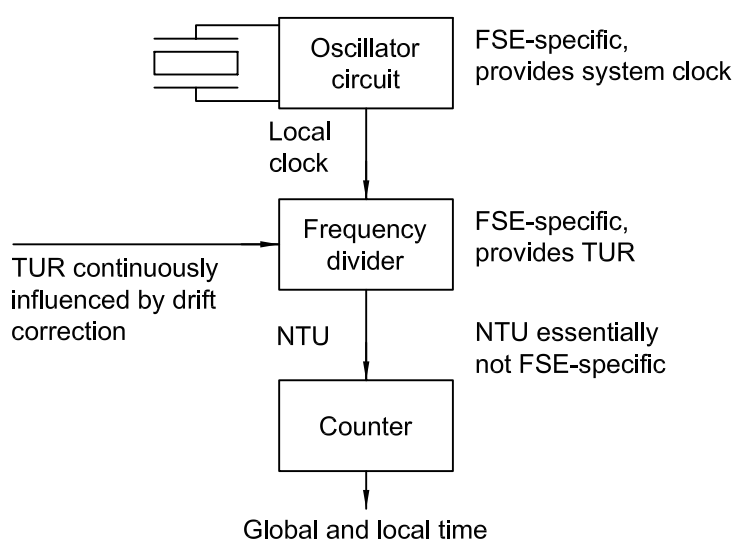 Oscillator
circuit
FSE-specific,
provides system clock
Local
clock
Frequency
divider
FSE-specific,
provides TUR
TUR continuously
influenced by drift
correction
NTU
NTU essentially
not FSE-specific
Counter
Global and local time